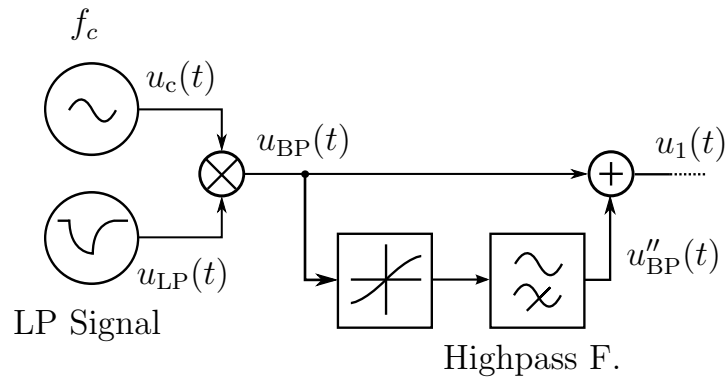 f_c
u_c(t)
u_BP(t)
u_1(t)
u_LP(t)
u''_BP(t)
LP Signal
Highpass F.